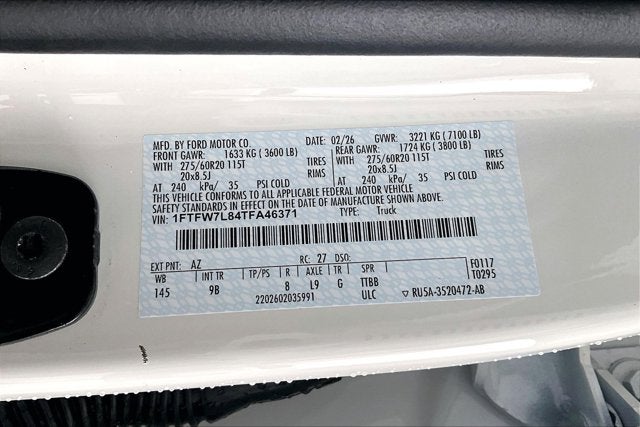 MFD. BY FORD MOTOR CO. 02/26 GVWR: 3221 KG ( 7100 LB)
FRONT GAWR: 1633 KG ( 3600 LB) REAR GAWR: 1724 KG ( 3800 LB)
WITH 275/60R20 115T TIRES WITH 275/60R20 115T TIRES
20x8.5J RIMS 20x8.5J RIMS
AT 240 kPa/ 35 PSI COLD AT 240 kPa/ 35 PSI COLD
THIS VEHICLE CONFORMS TO ALL APPLICABLE FEDERAL MOTOR VEHICLE
SAFETY STANDARDS IN EFFECT ON THE DATE OF MANUFACTURE SHOWN ABOVE.
VIN: 1FTFW7L84TFA46371 TYPE: Truck
EXT PNT: AZ RC: 27 DSO:
WB INT TR TP/PS R AXLE TR SPR
145 9B 8 L9 G TTBB
2202602035991 ULC ▽ RU5A-3520472-AB
F0117
T0295